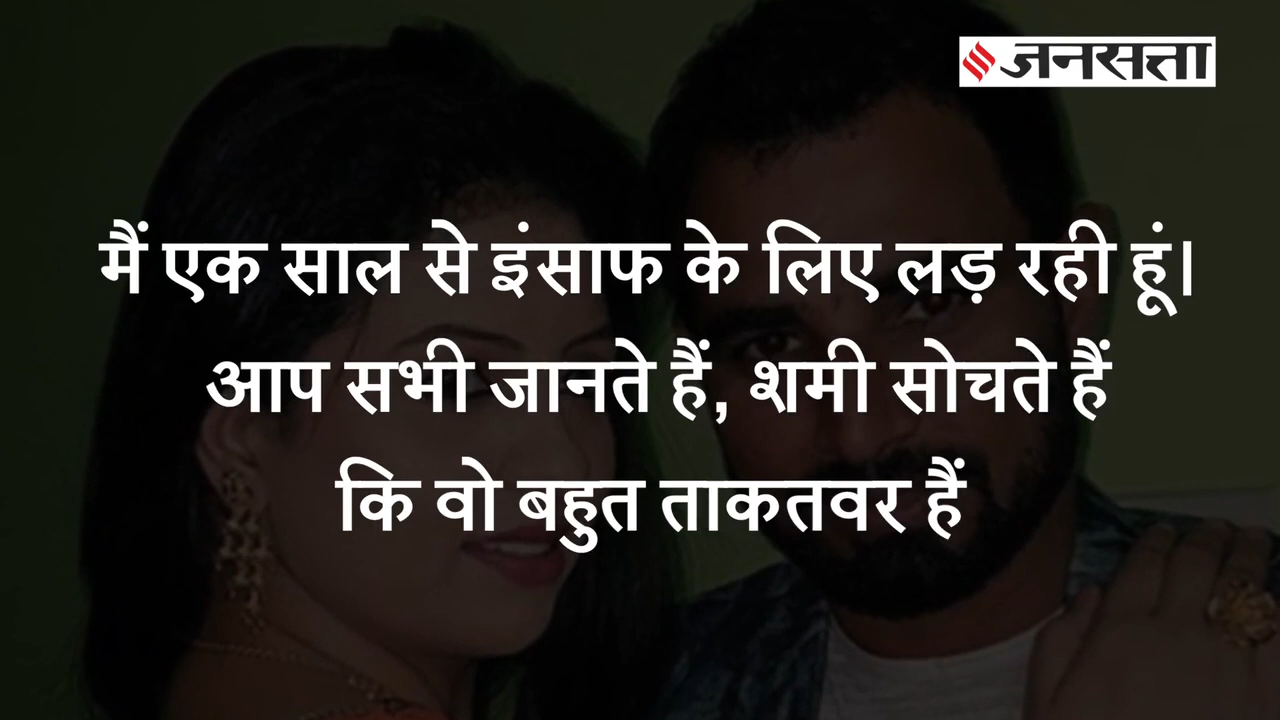 जनसत्ता
मैं एक साल से इंसाफ के लिए लड़ रही हूं।
आप सभी जानते हैं, शमी सोचते हैं
कि वो बहुत ताकतवर हैं